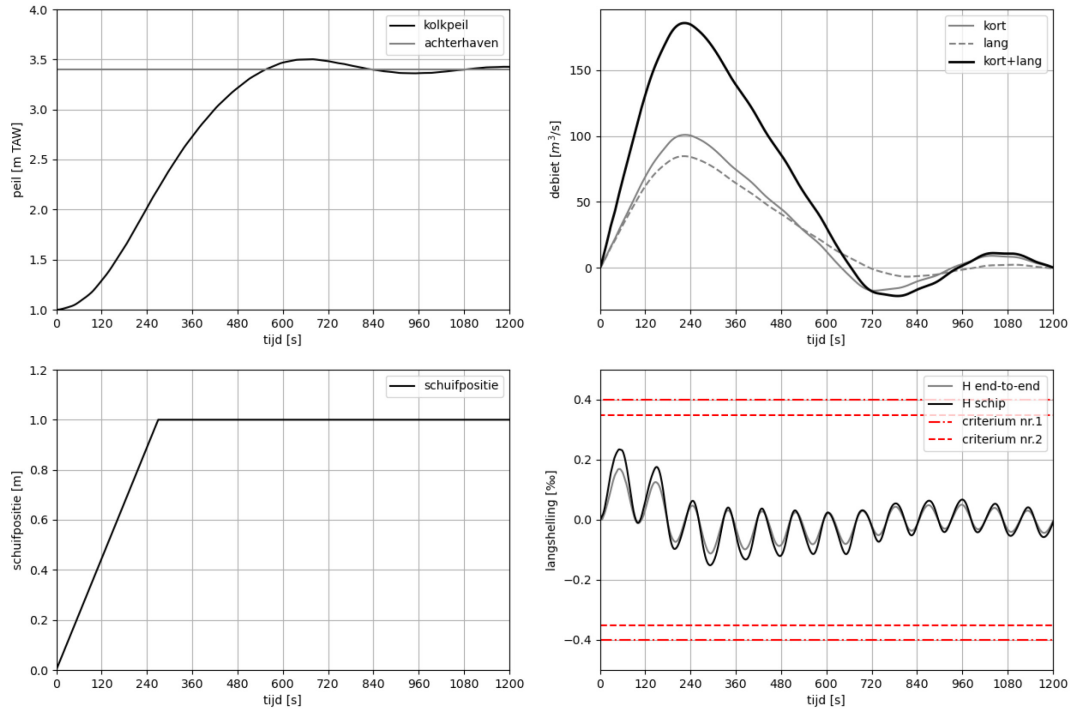 4.0
3.5
3.0
2.5
2.0
1.5
1.0
peil [m TAW]
kolkpeil
achterhaven
0 120 240 360 480 600 720 840 960 1080 1200
tijd [s]
150
100
50
0
debiet [m³/s]
kort
lang
kort+lang
0 120 240 360 480 600 720 840 960 1080 1200
tijd [s]
1.2
1.0
0.8
0.6
0.4
0.2
0.0
schuifpositie [m]
schuifpositie
0 120 240 360 480 600 720 840 960 1080 1200
tijd [s]
0.4
0.2
0.0
−0.2
−0.4
langshelling [‰]
H end-to-end
H schip
criterium nr.1
criterium nr.2
0 120 240 360 480 600 720 840 960 1080 1200
tijd [s]